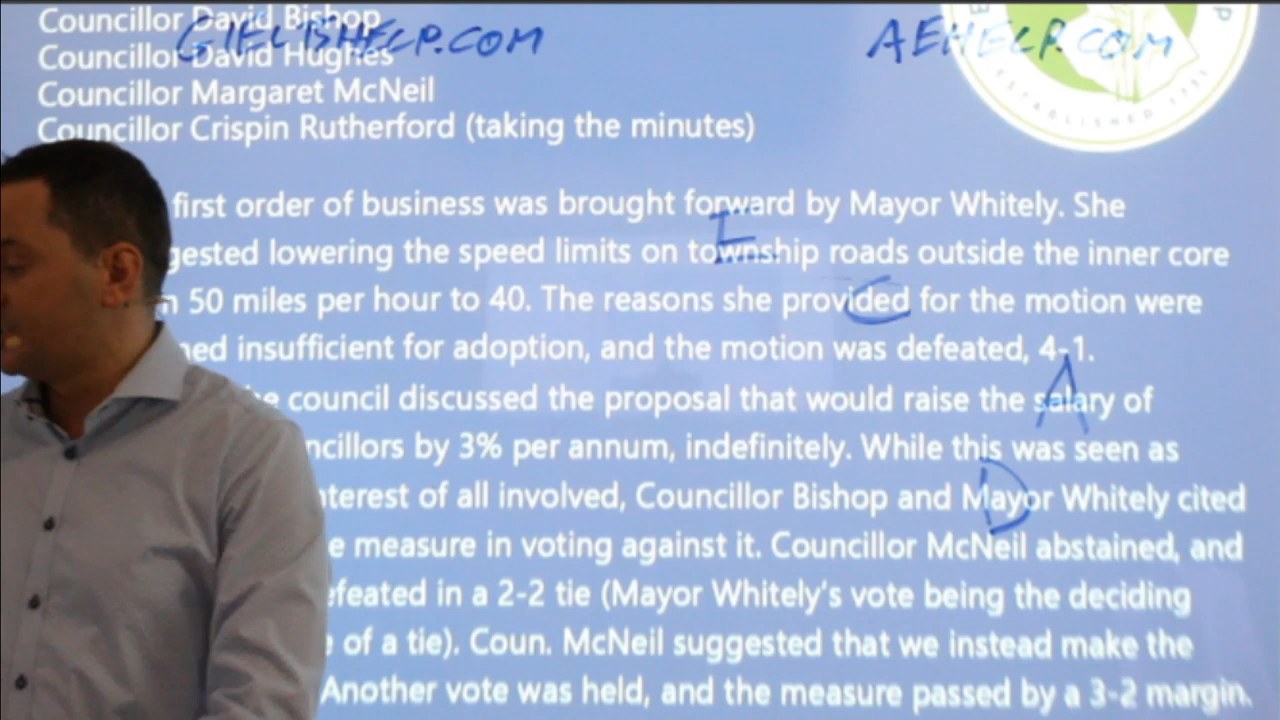 Councillor David Bishop
GIELTSHELP.COM
AEHELP.COM
Councillor David Hughes
Councillor Margaret McNeil
Councillor Crispin Rutherford (taking the minutes)
ESTABLISHED 1751
first order of business was brought forward by Mayor Whitely. She
gested lowering the speed limits on township roads outside the inner core
50 miles per hour to 40. The reasons she provided for the motion were
ned insufficient for adoption, and the motion was defeated, 4-1.
e council discussed the proposal that would raise the salary of
ncillors by 3% per annum, indefinitely. While this was seen as
nterest of all involved, Councillor Bishop and Mayor Whitely cited
e measure in voting against it. Councillor McNeil abstained, and
efeated in a 2-2 tie (Mayor Whitely's vote being the deciding
of a tie). Coun. McNeil suggested that we instead make the
Another vote was held, and the measure passed by a 3-2 margin.
E
C
A
D